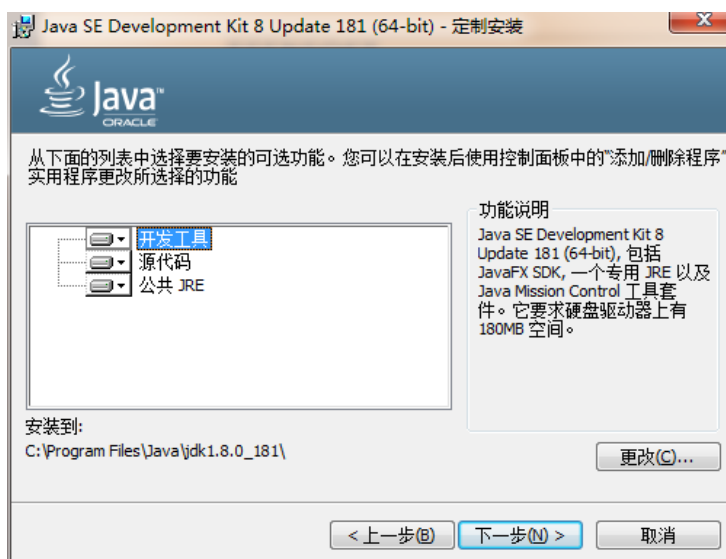 Java SE Development Kit 8 Update 181 (64-bit) - 定制安装
Java™
ORACLE
从下面的列表中选择要安装的可选功能。您可以在安装后使用控制面板中的"添加/删除程序"
实用程序更改所选择的功能
开发工具
源代码
公共 JRE
功能说明
Java SE Development Kit 8
Update 181 (64-bit), 包括
JavaFX SDK, 一个专用 JRE 以及
Java Mission Control 工具套
件。它要求硬盘驱动器上有
180MB 空间。
安装到:
C:\Program Files\Java\jdk1.8.0_181\
更改(C)...
< 上一步(B)
下一步(N) >
取消